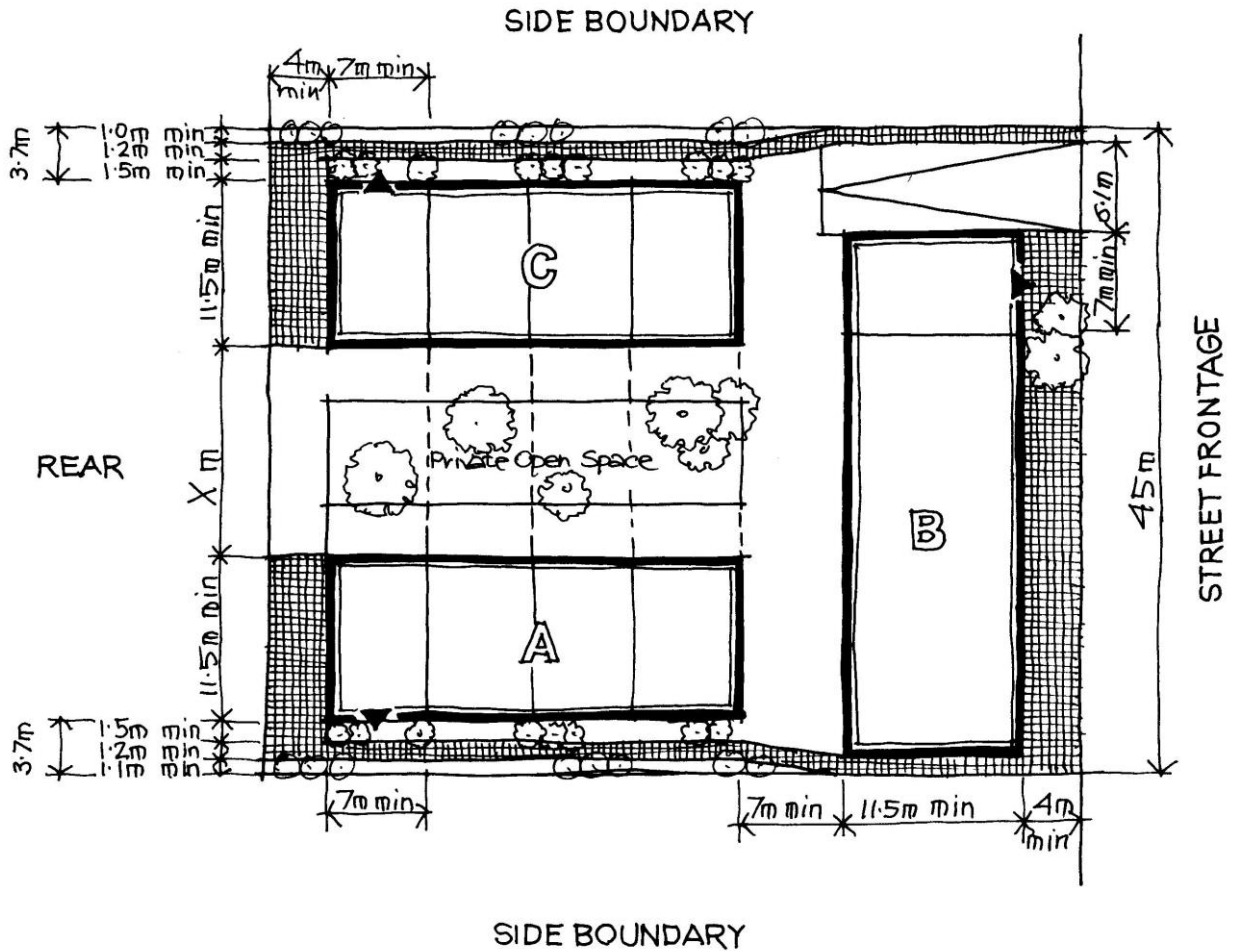 SIDE BOUNDARY
4m min
7m min
3.7m
1.0m min
1.2m min
1.5m min
11.5m min
6.1m
7m min
C
REAR
X m
Private Open Space
B
45m
STREET FRONTAGE
11.5m min
A
3.7m
1.5m min
1.2m min
1.1m min
7m min
7m min
11.5m min
4m min
SIDE BOUNDARY